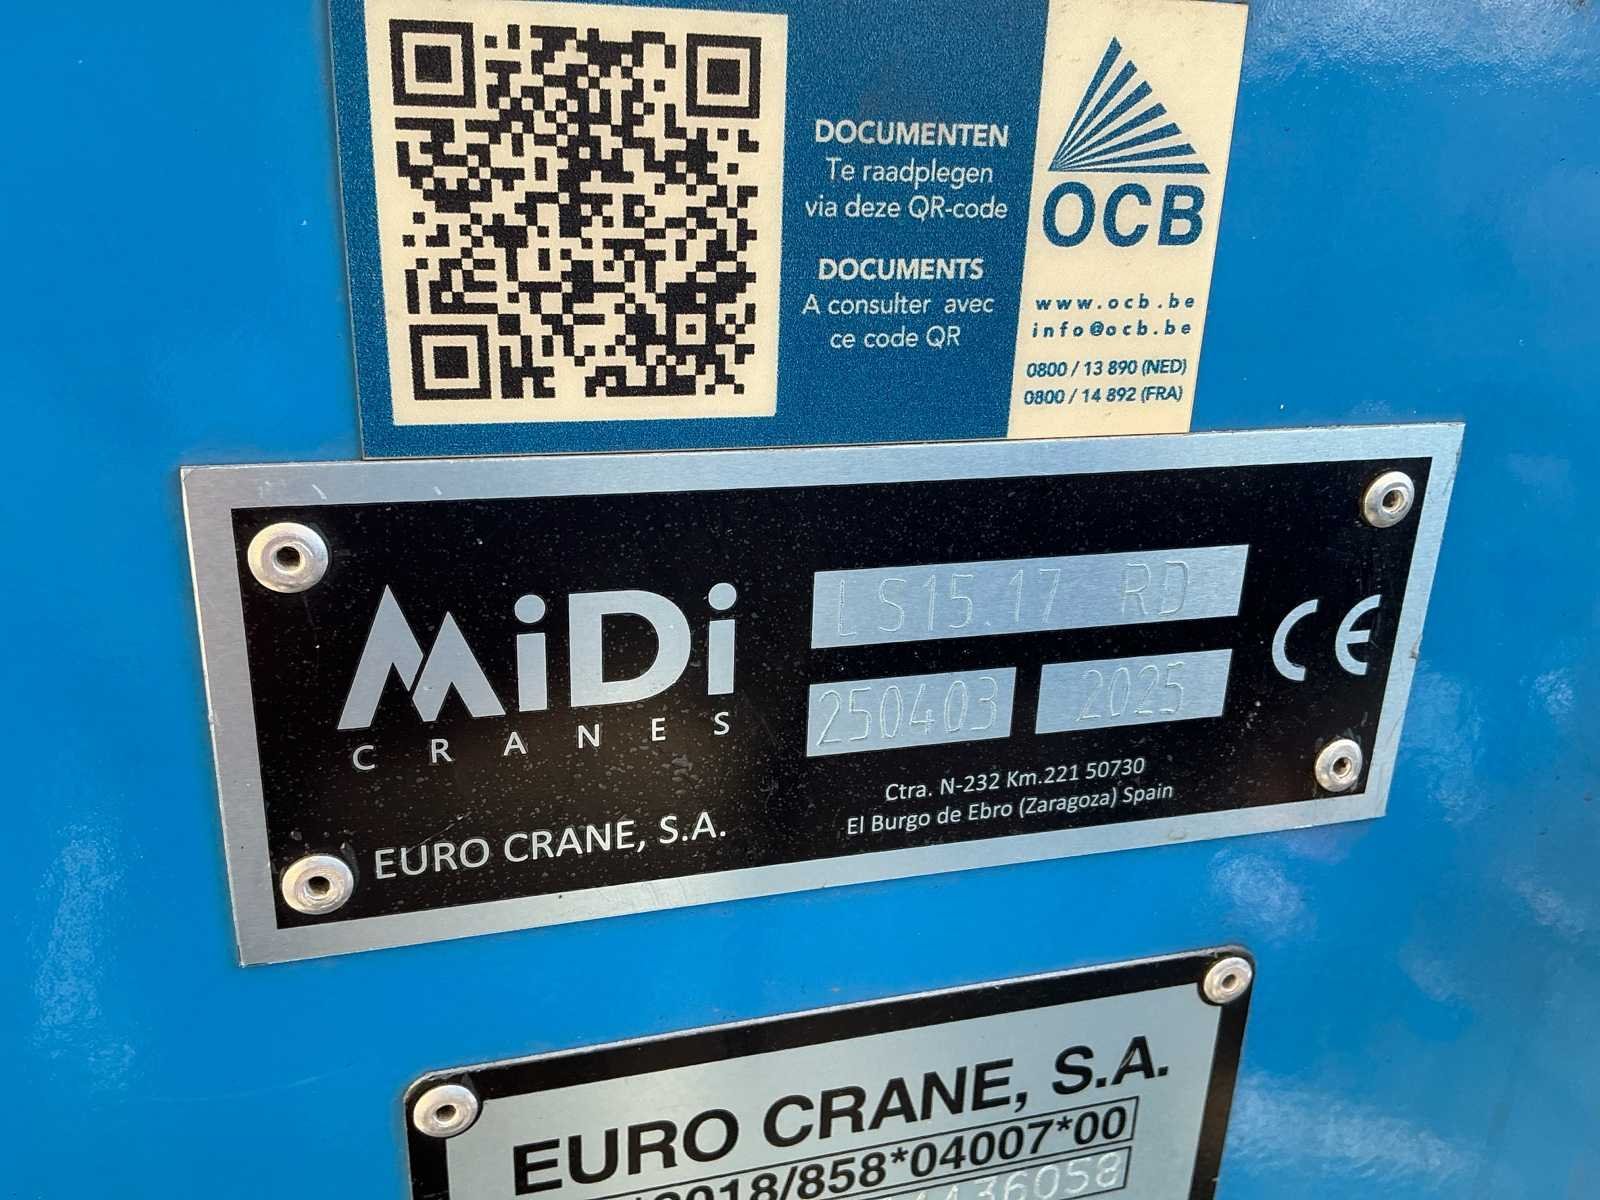 DOCUMENTEN
Te raadplegen
via deze QR-code
DOCUMENTS
A consulter avec
ce code QR
OCB
www.ocb.be
info@ocb.be
0800 / 13 890 (NED)
0800 / 14 892 (FRA)
MiDi
CRANES
EURO CRANE, S.A.
LS15.17 RD
250403 2025
CE
Ctra. N-232 Km.221 50730
El Burgo de Ebro (Zaragoza) Spain
EURO CRANE, S.A.
2018/858*04007*00
436058